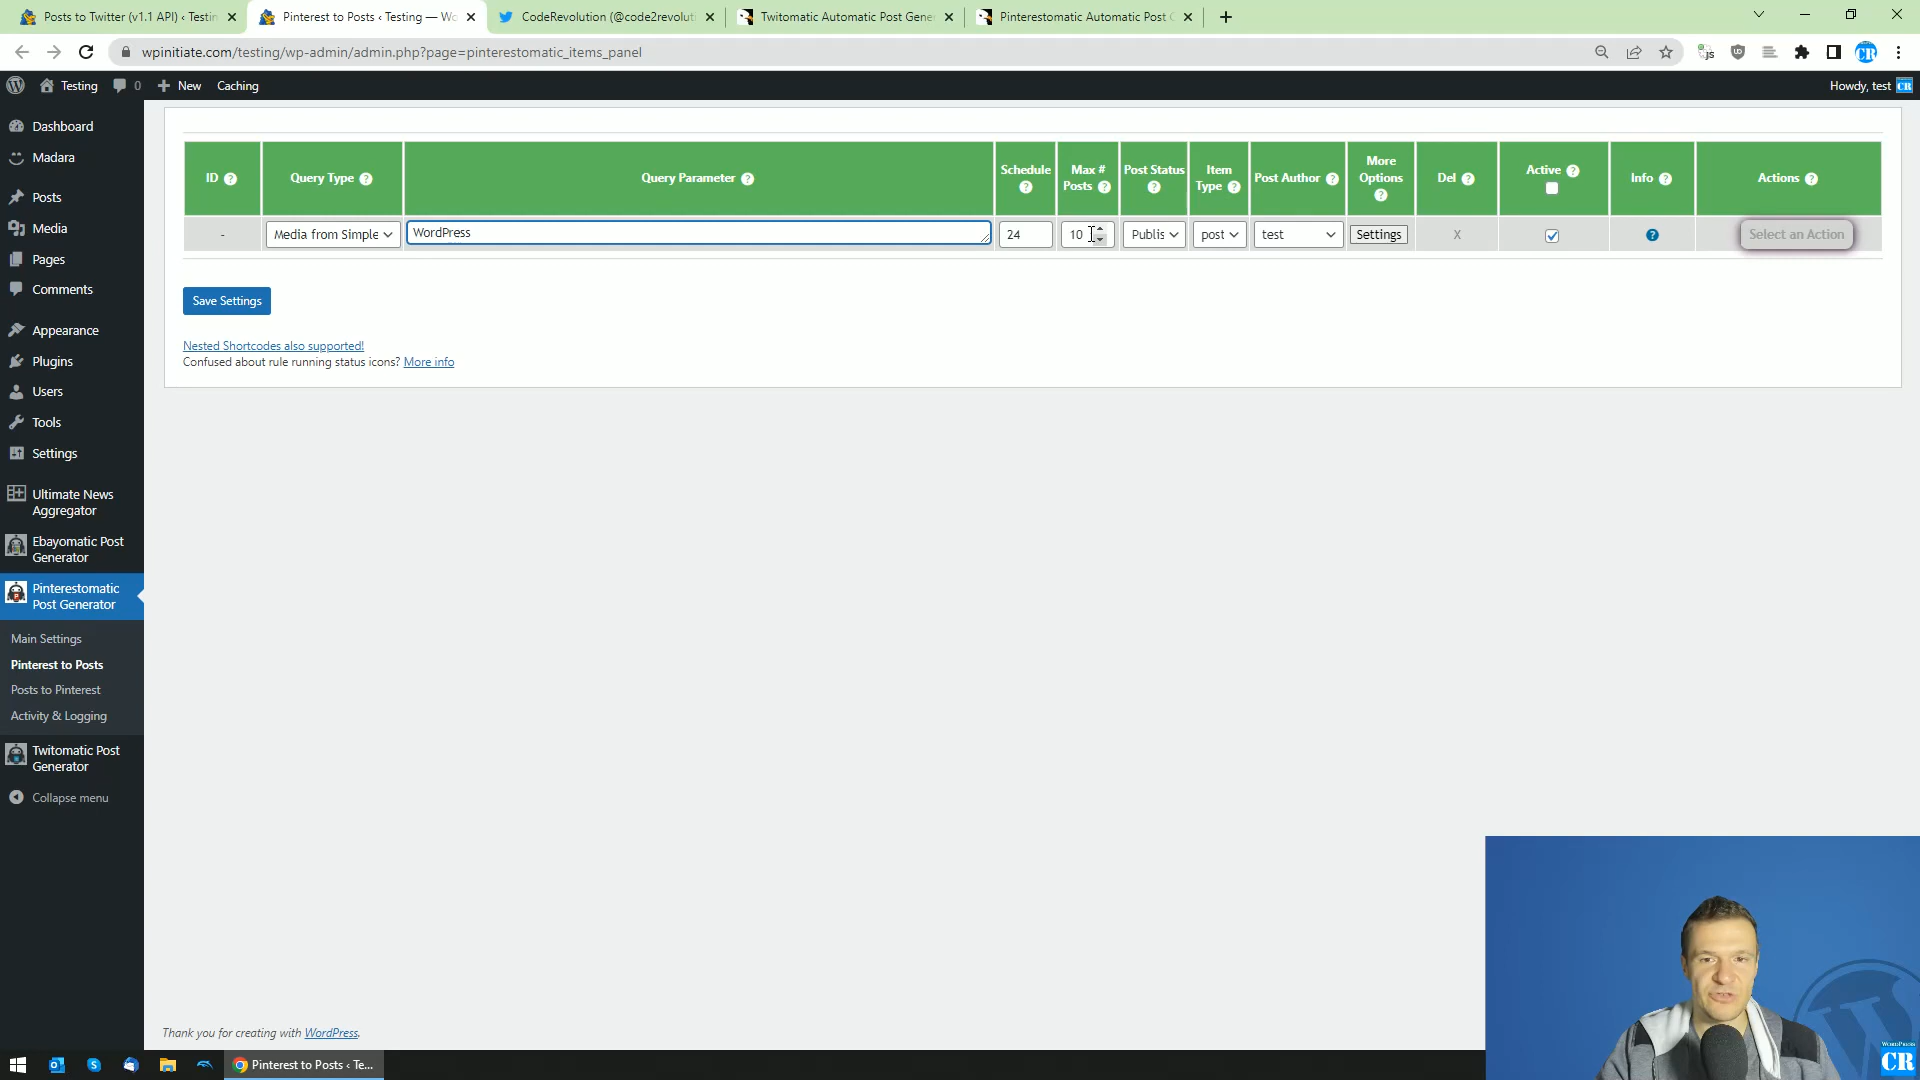 Posts to Twitter (v1.1 API) ‹ Testin
Pinterest to Posts ‹ Testing — Wo
CodeRevolution (@code2revoluti
Twitomatic Automatic Post Gene
Pinterestomatic Automatic Post G
wpinitiate.com/testing/wp-admin/admin.php?page=pinterestomatic_items_panel
Testing
0
New
Caching
Howdy, test
Dashboard
Madara
Posts
Media
Pages
Comments
Appearance
Plugins
Users
Tools
Settings
Ultimate News
Aggregator
Ebayomatic Post
Generator
Pinterestomatic
Post Generator
Main Settings
Pinterest to Posts
Posts to Pinterest
Activity & Logging
Twitomatic Post
Generator
Collapse menu
ID ?
Query Type ?
Query Parameter ?
Schedule
?
Max #
Posts ?
Post Status
?
Item
Type ?
Post Author ?
More
Options
?
Del ?
Active ?
Info ?
Actions ?
-
Media from Simple
WordPress
24
10
Publis
post
test
Settings
X
?
Select an Action
Save Settings
Nested Shortcodes also supported!
Confused about rule running status icons? More info
Thank you for creating with WordPress.
Pinterest to Posts ‹ Te...
WORDPRESS
CR